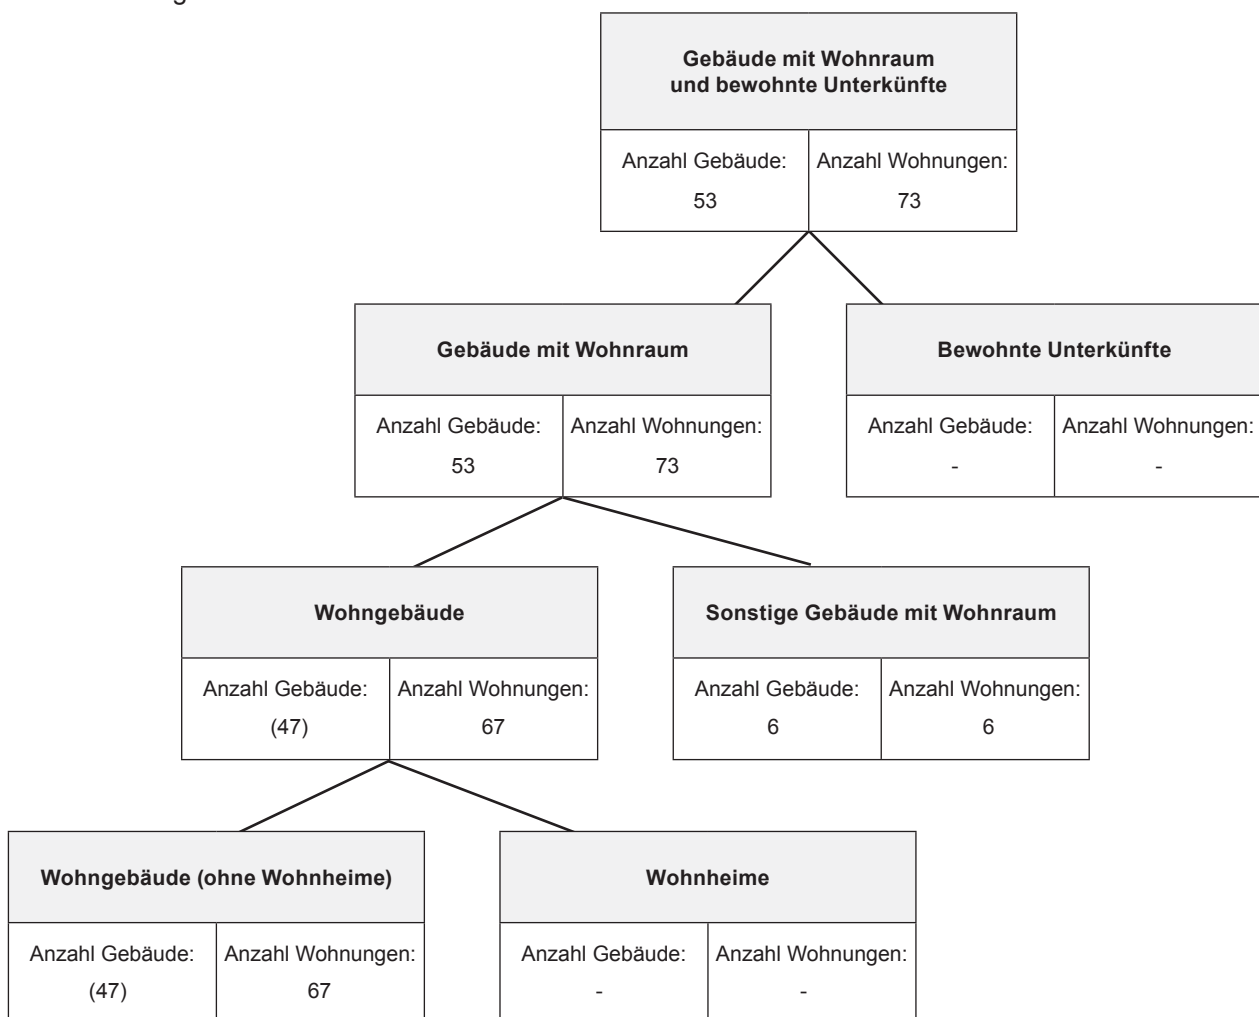 Gebäude mit Wohnraum
und bewohnte Unterkünfte
Anzahl Gebäude: Anzahl Wohnungen:
53 73
Gebäude mit Wohnraum
Anzahl Gebäude: Anzahl Wohnungen:
53 73
Bewohnte Unterkünfte
Anzahl Gebäude: Anzahl Wohnungen:
- -
Wohngebäude
Anzahl Gebäude: Anzahl Wohnungen:
(47) 67
Sonstige Gebäude mit Wohnraum
Anzahl Gebäude: Anzahl Wohnungen:
6 6
Wohngebäude (ohne Wohnheime)
Anzahl Gebäude: Anzahl Wohnungen:
(47) 67
Wohnheime
Anzahl Gebäude: Anzahl Wohnungen:
- -